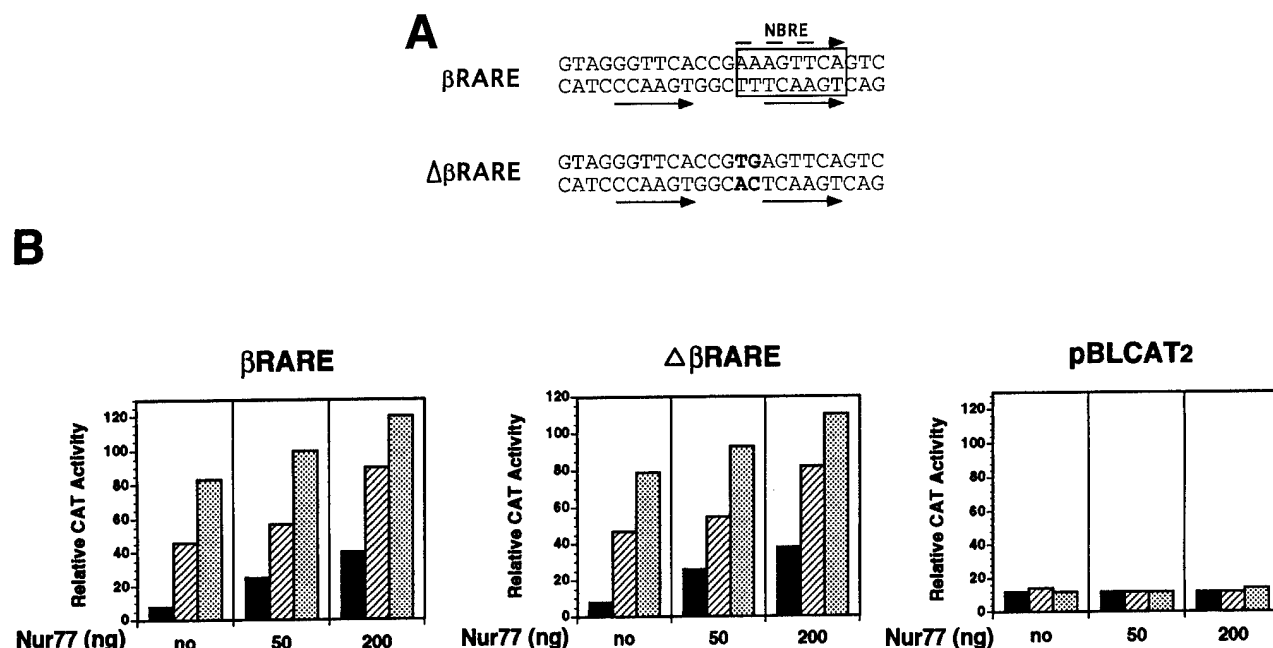 A
NBRE
βRARE
GTAGGGTTCACCGAAAGTTCAGTC
CATCCCAAGTGGCTTTCAAGTCAG
ΔβRARE
GTAGGGTTCACCGTGAGTTCAGTC
CATCCCAAGTGGCACTCAAGTCAG
B
βRARE
Relative CAT Activity
120
100
80
60
40
20
0
Nur77 (ng) no 50 200
ΔβRARE
Relative CAT Activity
120
100
80
60
40
20
0
Nur77 (ng) no 50 200
pBLCAT2
Relative CAT Activity
120
100
80
60
40
20
0
Nur77 (ng) no 50 200